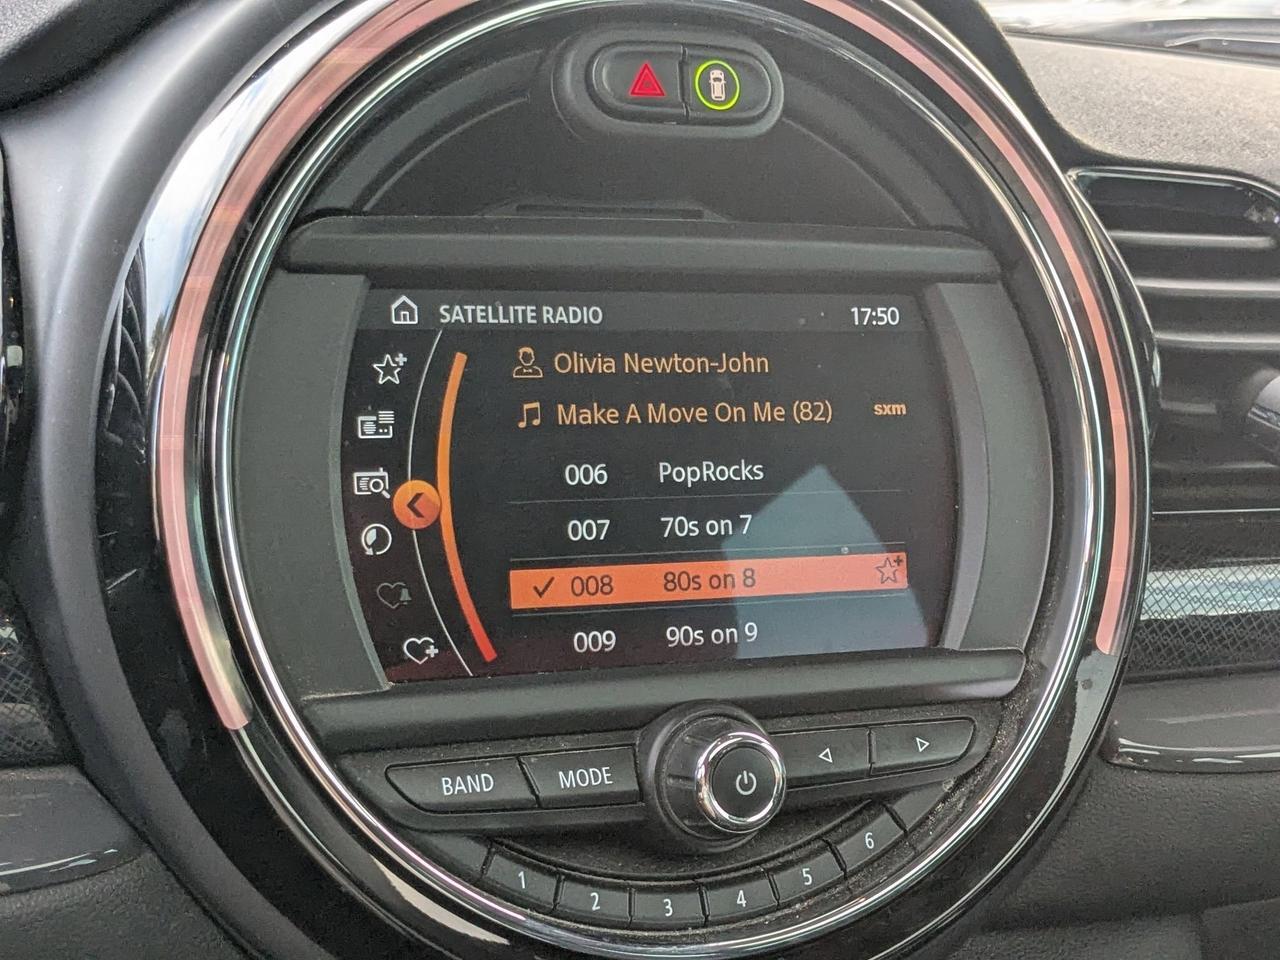 SATELLITE RADIO 17:50
Olivia Newton-John
Make A Move On Me (82) sxm
006 PopRocks
007 70s on 7
008 80s on 8
009 90s on 9
BAND MODE
1 2 3 4 5 6